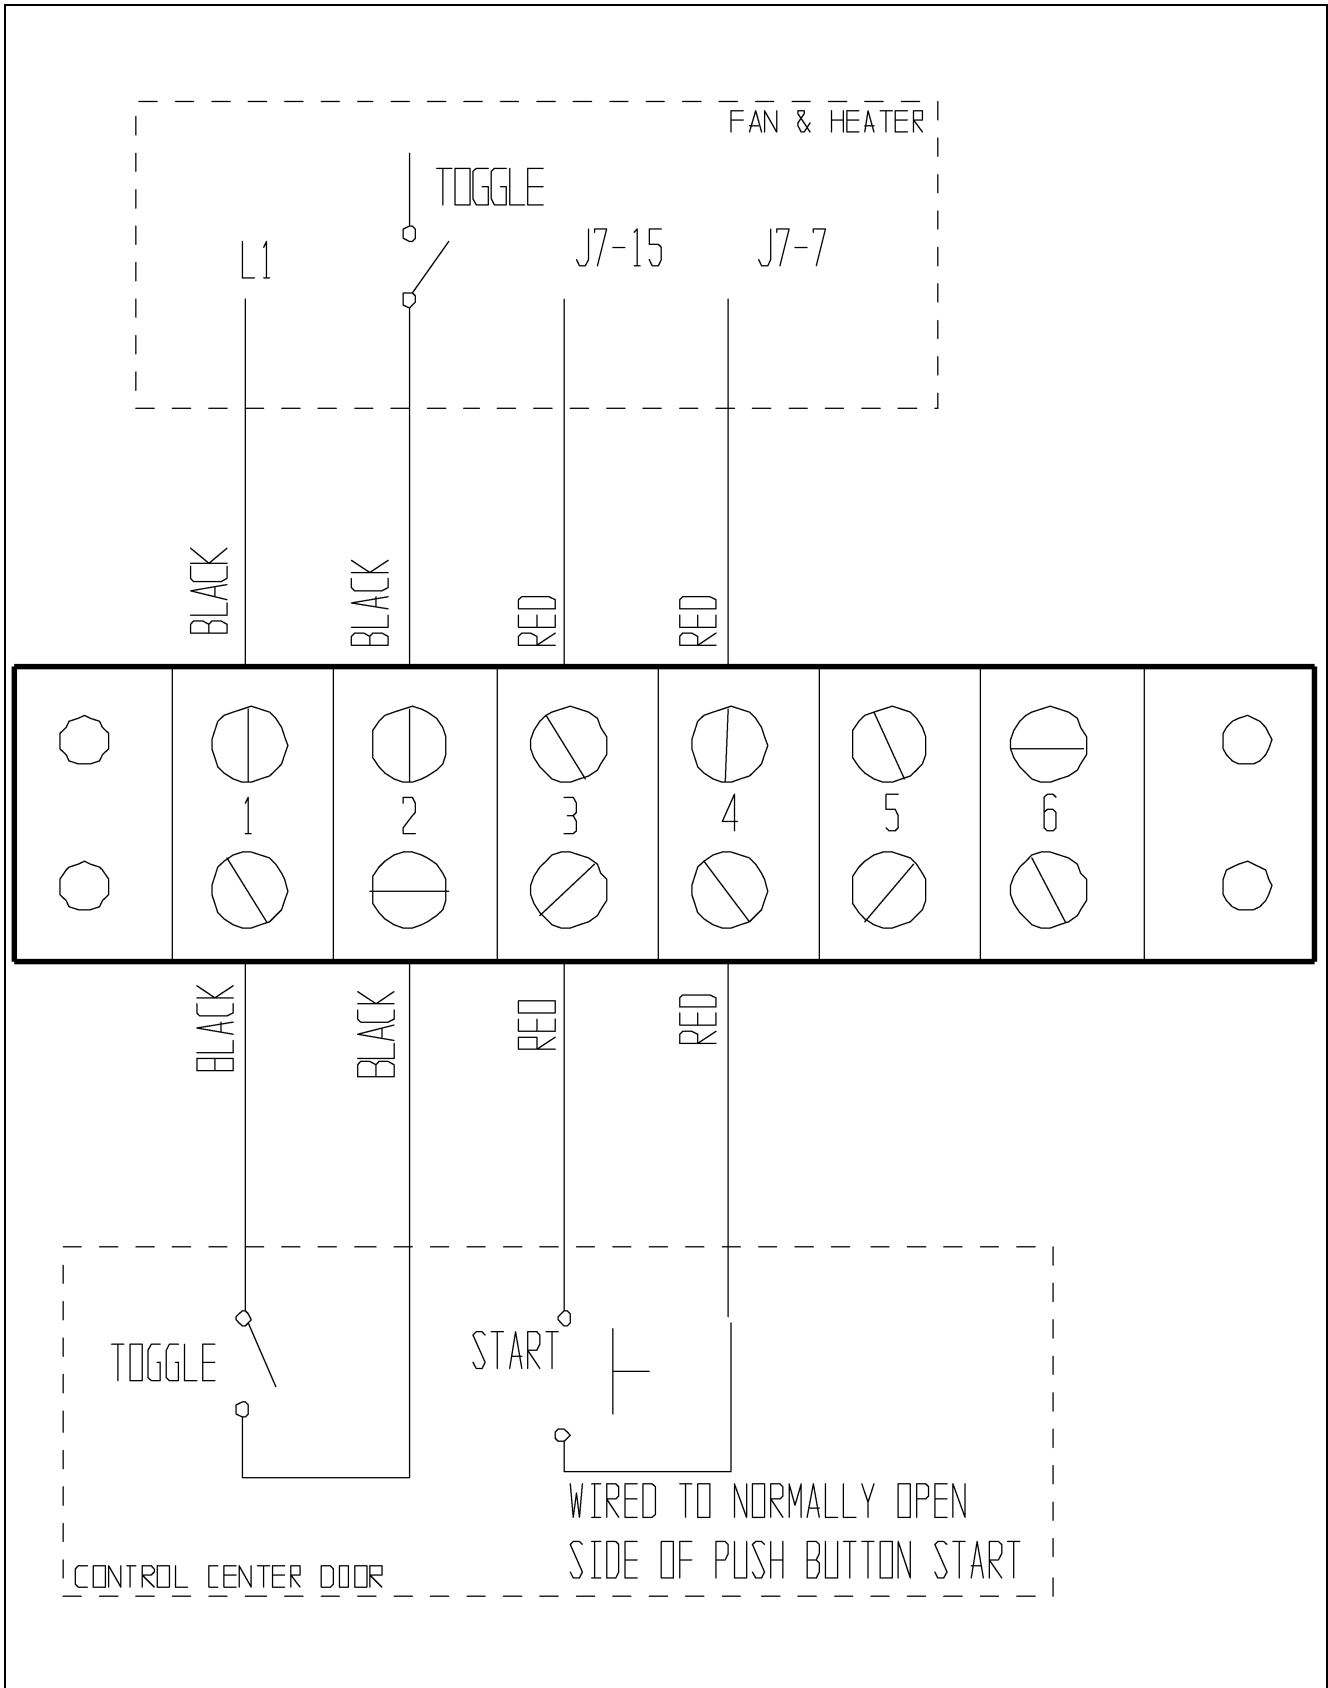 FAN & HEATER
TOGGLE
L1
J7-15
J7-7
BLACK
BLACK
RED
RED
1
2
3
4
5
6
BLACK
BLACK
RED
RED
TOGGLE
START
WIRED TO NORMALLY OPEN
SIDE OF PUSH BUTTON START
CONTROL CENTER DOOR